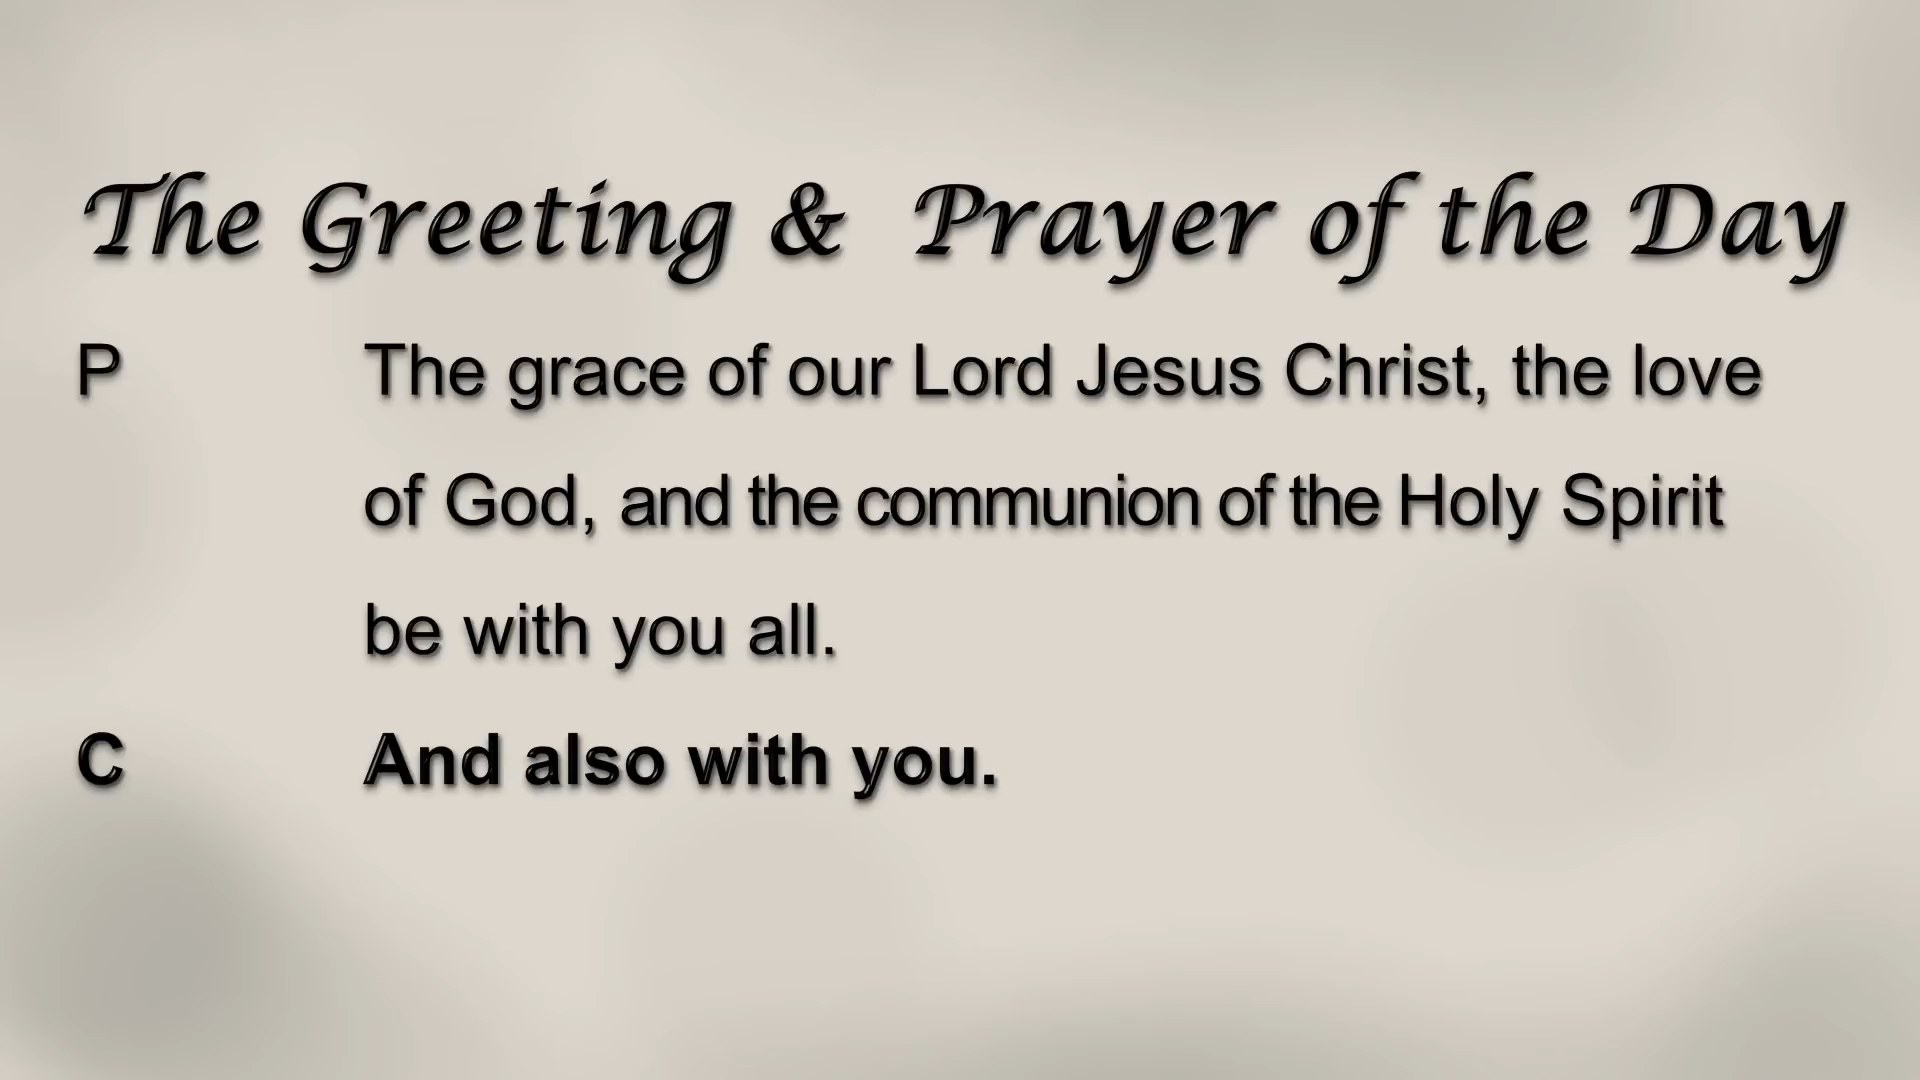 The Greeting & Prayer of the Day
P The grace of our Lord Jesus Christ, the love
of God, and the communion of the Holy Spirit
be with you all.
C And also with you.